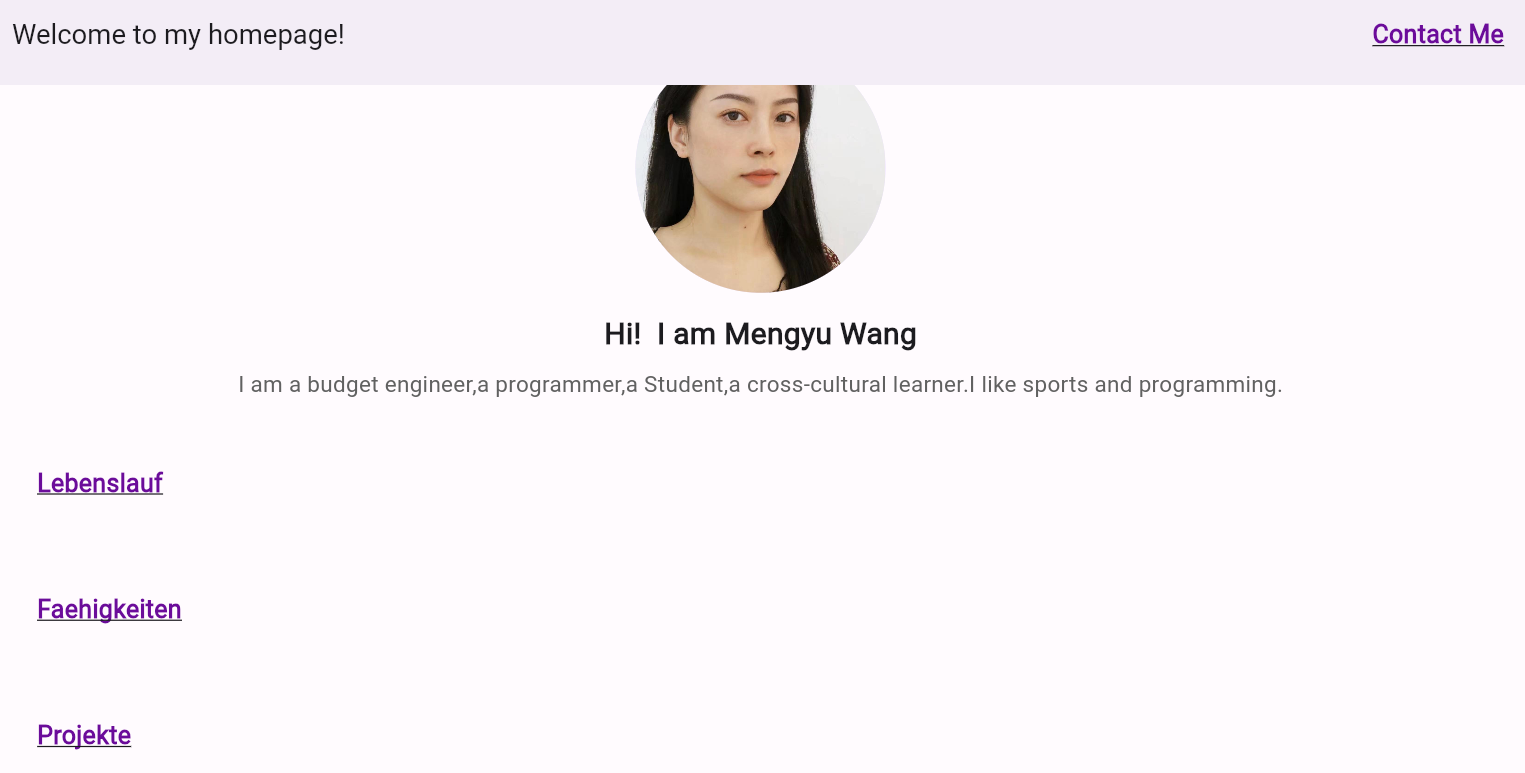 Welcome to my homepage!
Contact Me
Hi!  I am Mengyu Wang
I am a budget engineer,a programmer,a Student,a cross-cultural learner.I like sports and programming.
Lebenslauf
Faehigkeiten
Projekte